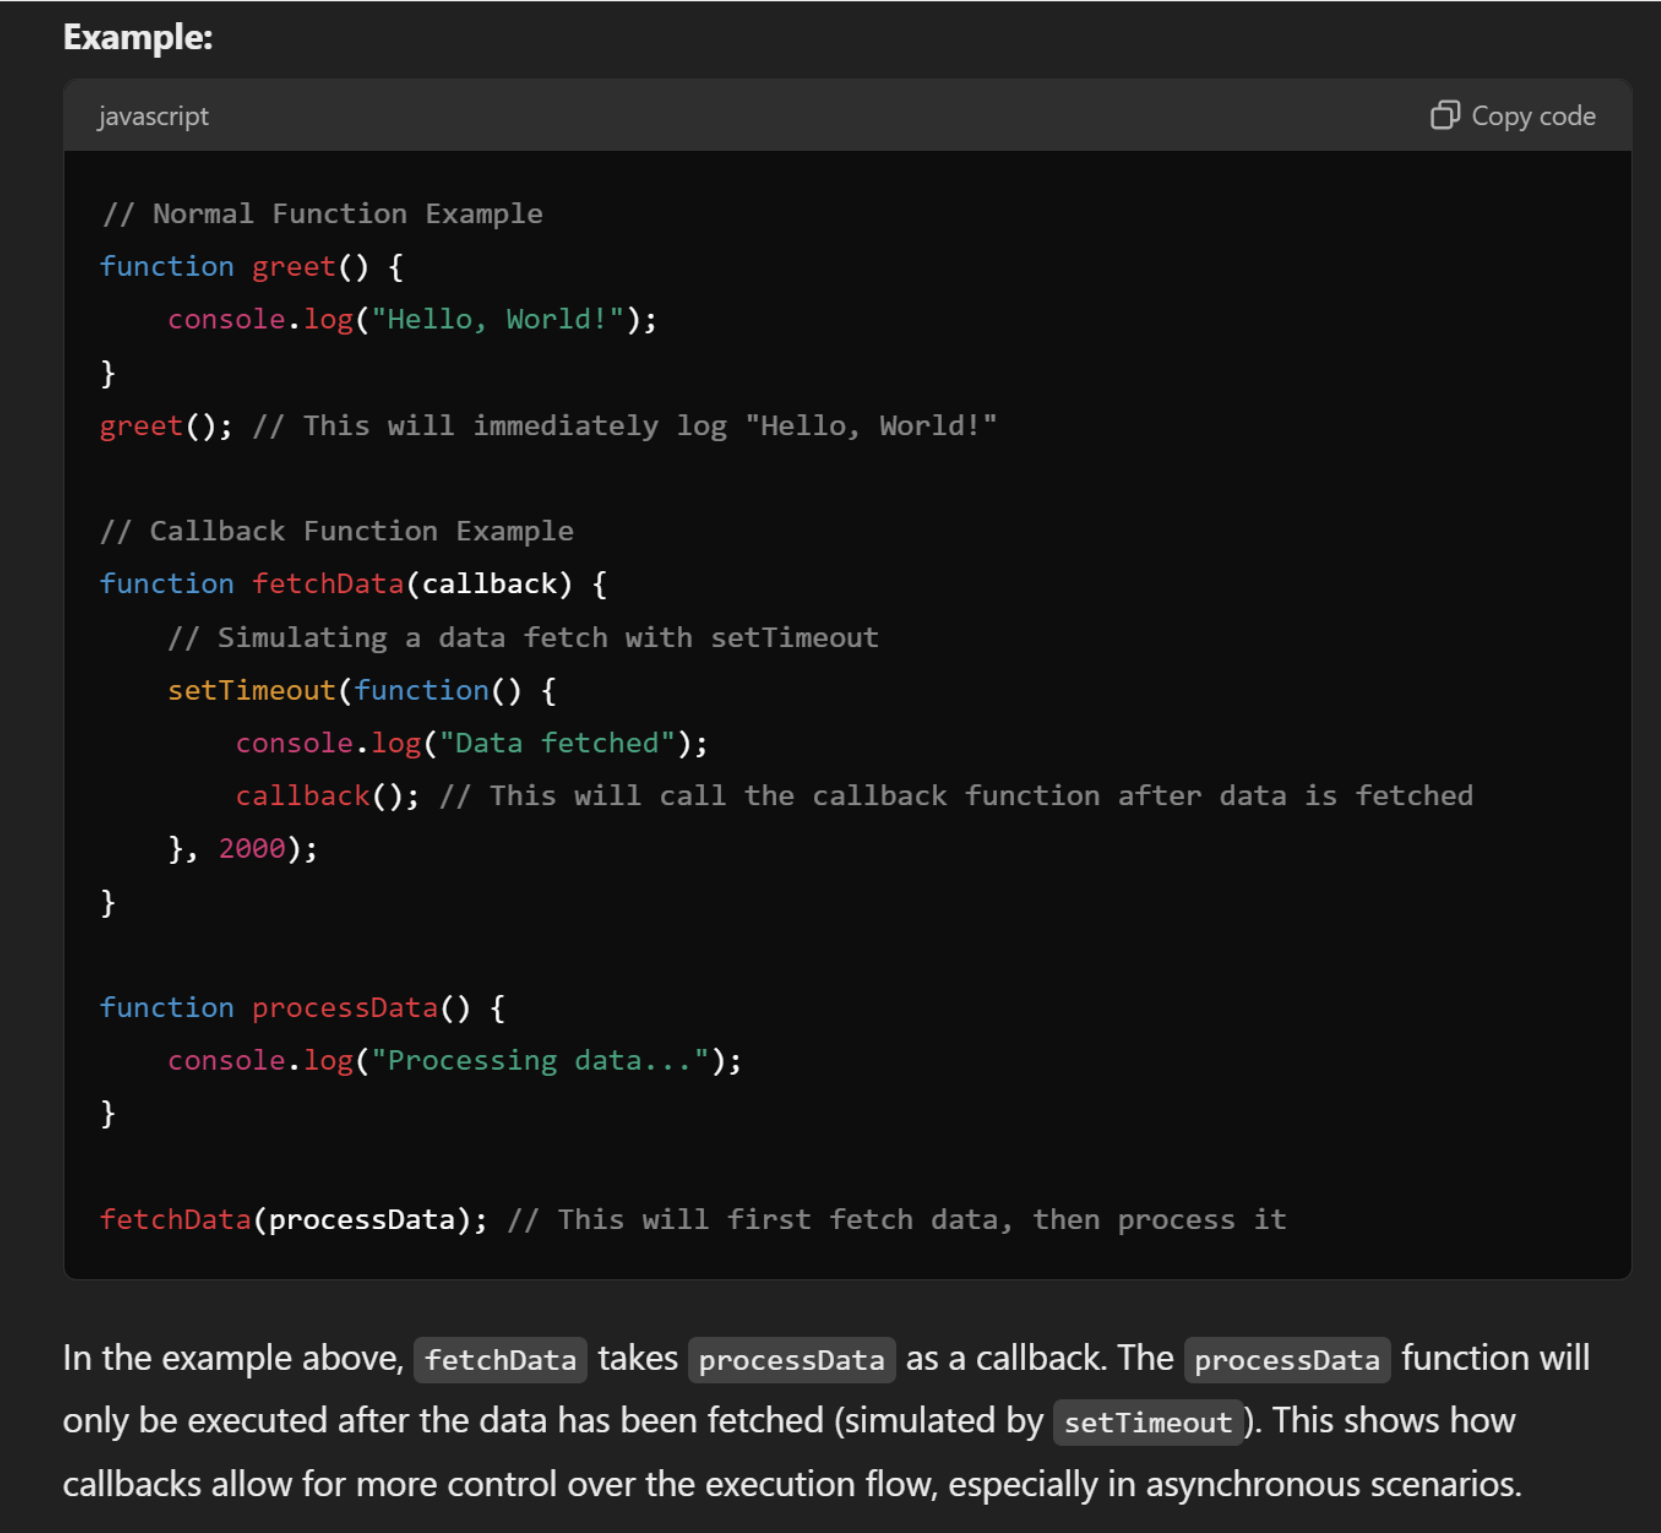 Example:
javascript
Copy code
// Normal Function Example
function greet() {
    console.log("Hello, World!");
}
greet(); // This will immediately log "Hello, World!"
// Callback Function Example
function fetchData(callback) {
    // Simulating a data fetch with setTimeout
    setTimeout(function() {
        console.log("Data fetched");
        callback(); // This will call the callback function after data is fetched
    }, 2000);
}
function processData() {
    console.log("Processing data...");
}
fetchData(processData); // This will first fetch data, then process it
In the example above, fetchData takes processData as a callback. The processData function will
only be executed after the data has been fetched (simulated by setTimeout). This shows how
callbacks allow for more control over the execution flow, especially in asynchronous scenarios.